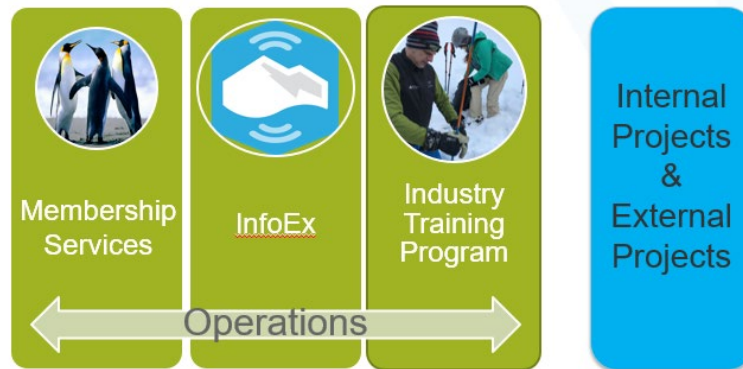 Membership
Services
InfoEx
Industry
Training
Program
Operations
Internal
Projects
&
External
Projects